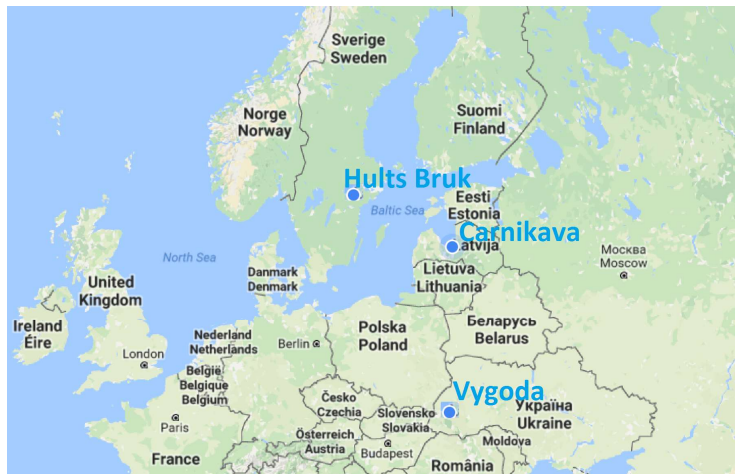 Sverige
Sweden
Norge
Norway
Suomi
Finland
Hults Bruk
Baltic Sea
Eesti
Estonia
Carnikava
Latvija
North Sea
Москва
Moscow
Danmark
Denmark
Lietuva
Lithuania
United
Kingdom
Ireland
Éire
Беларусь
Belarus
Polska
Poland
Nederland
Netherlands
Berlin
London
België
Belgique
Belgium
Vygoda
Česko
Czechia
Slovensko
Slovakia
Україна
Ukraine
Paris
Österreich
Austria
Moldova
Budapest
France
România